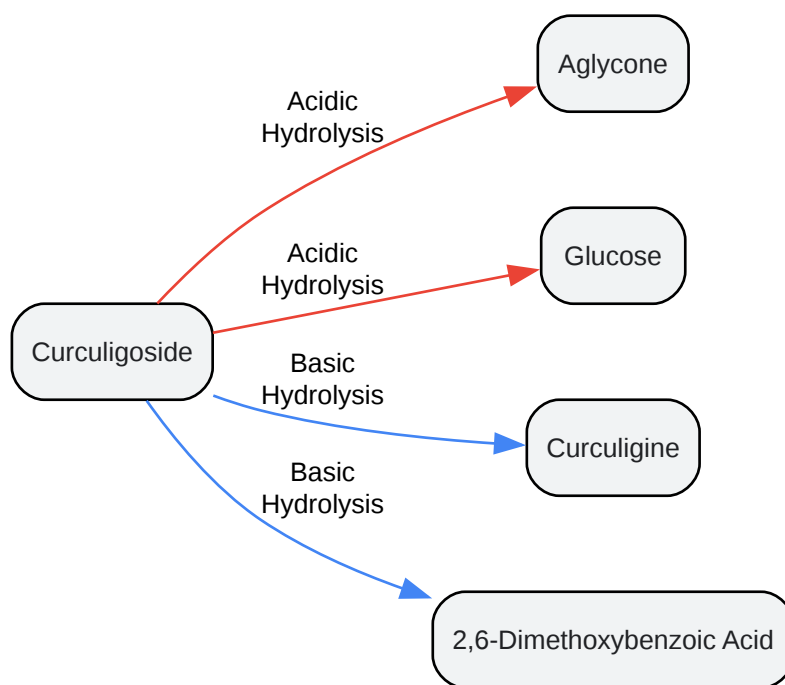 Aglycone
Acidic
Hydrolysis
Glucose
Acidic
Hydrolysis
Curculigoside
Basic
Hydrolysis
Curculigine
Basic
Hydrolysis
2,6-Dimethoxybenzoic Acid